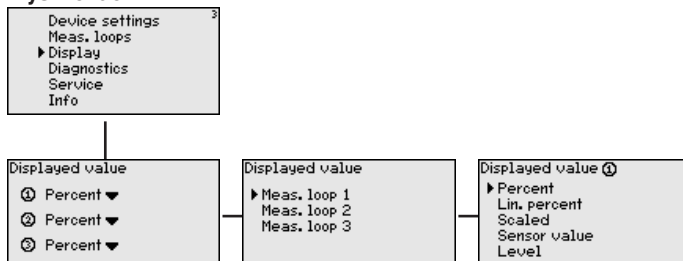 Device settings 3
Meas. loops
Display
Diagnostics
Service
Info
Displayed value
① Percent
② Percent
③ Percent
Displayed value
Meas. loop 1
Meas. loop 2
Meas. loop 3
Displayed value ①
Percent
Lin. percent
Scaled
Sensor value
Level